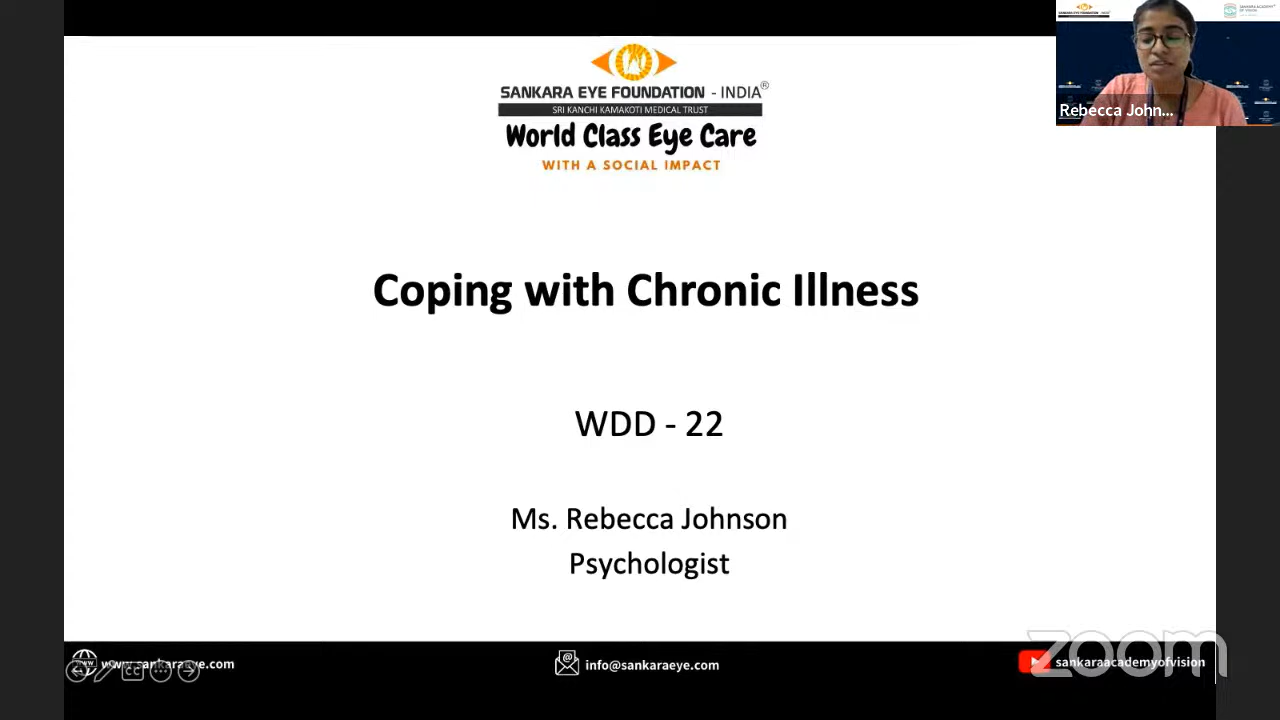 SANKARA EYE FOUNDATION - INDIA®
SRI KANCHI KAMAKOTI MEDICAL TRUST
World Class Eye Care
WITH A SOCIAL IMPACT
Rebecca John...
Coping with Chronic Illness
WDD - 22
Ms. Rebecca Johnson
Psychologist
www.sankaraeye.com
info@sankaraeye.com
sankaraacademyofvision
CC
zoom